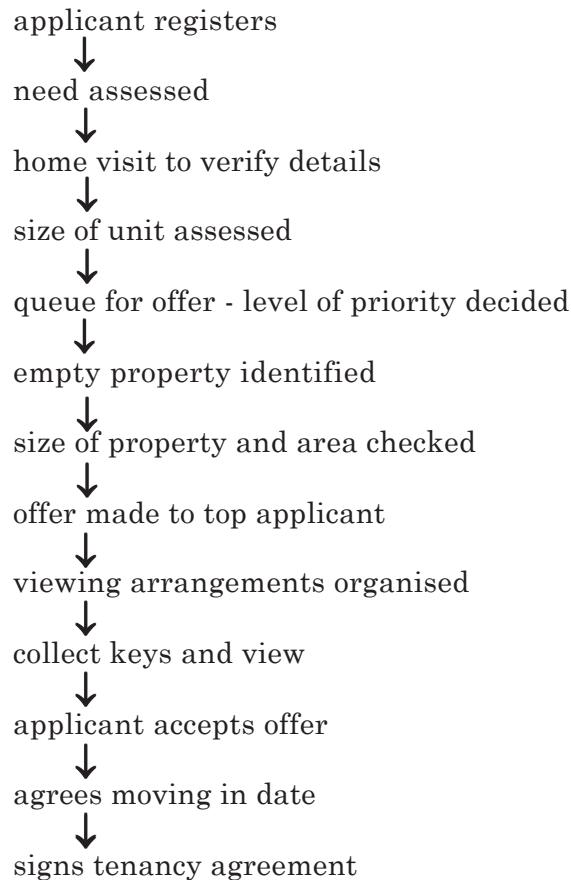 applicant registers
need assessed
home visit to verify details
size of unit assessed
queue for offer - level of priority decided
empty property identified
size of property and area checked
offer made to top applicant
viewing arrangements organised
collect keys and view
applicant accepts offer
agrees moving in date
signs tenancy agreement